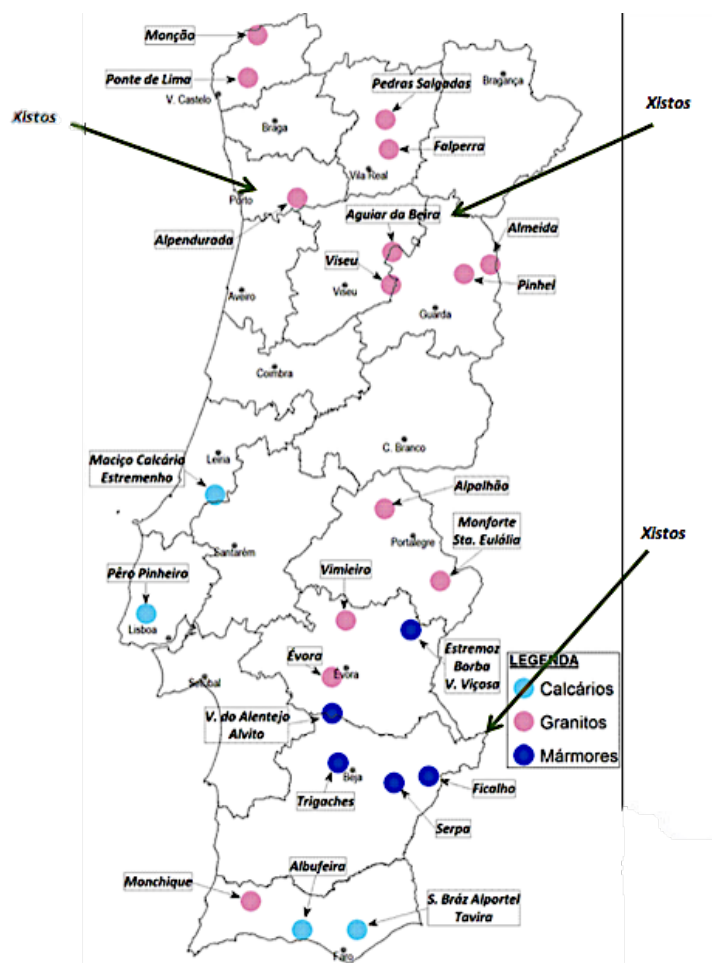 Monção
Ponte de Lima
V. Castelo
Bragança
Pedras Salgadas
Xistos
Xistos
Braga
Falperra
Vila Real
Porto
Aguiar da Beira
Almeida
Alpendurada
Viseu
Viseu
Pinhel
Aveiro
Guarda
Coimbra
C. Branco
Leiria
Maciço Calcário
Estremenho
Alpalhão
Monforte
Sta. Eulália
Portalegre
Xistos
Santarém
Pêro Pinheiro
Vimieiro
Lisboa
Estremoz
Borba
V. Viçosa
Évora
Évora
Setúbal
V. do Alentejo
Alvito
LEGENDA
Calcários
Granitos
Mármores
Beja
Trigaches
Ficalho
Serpa
Albufeira
Monchique
S. Bráz Alportel
Tavira
Faro